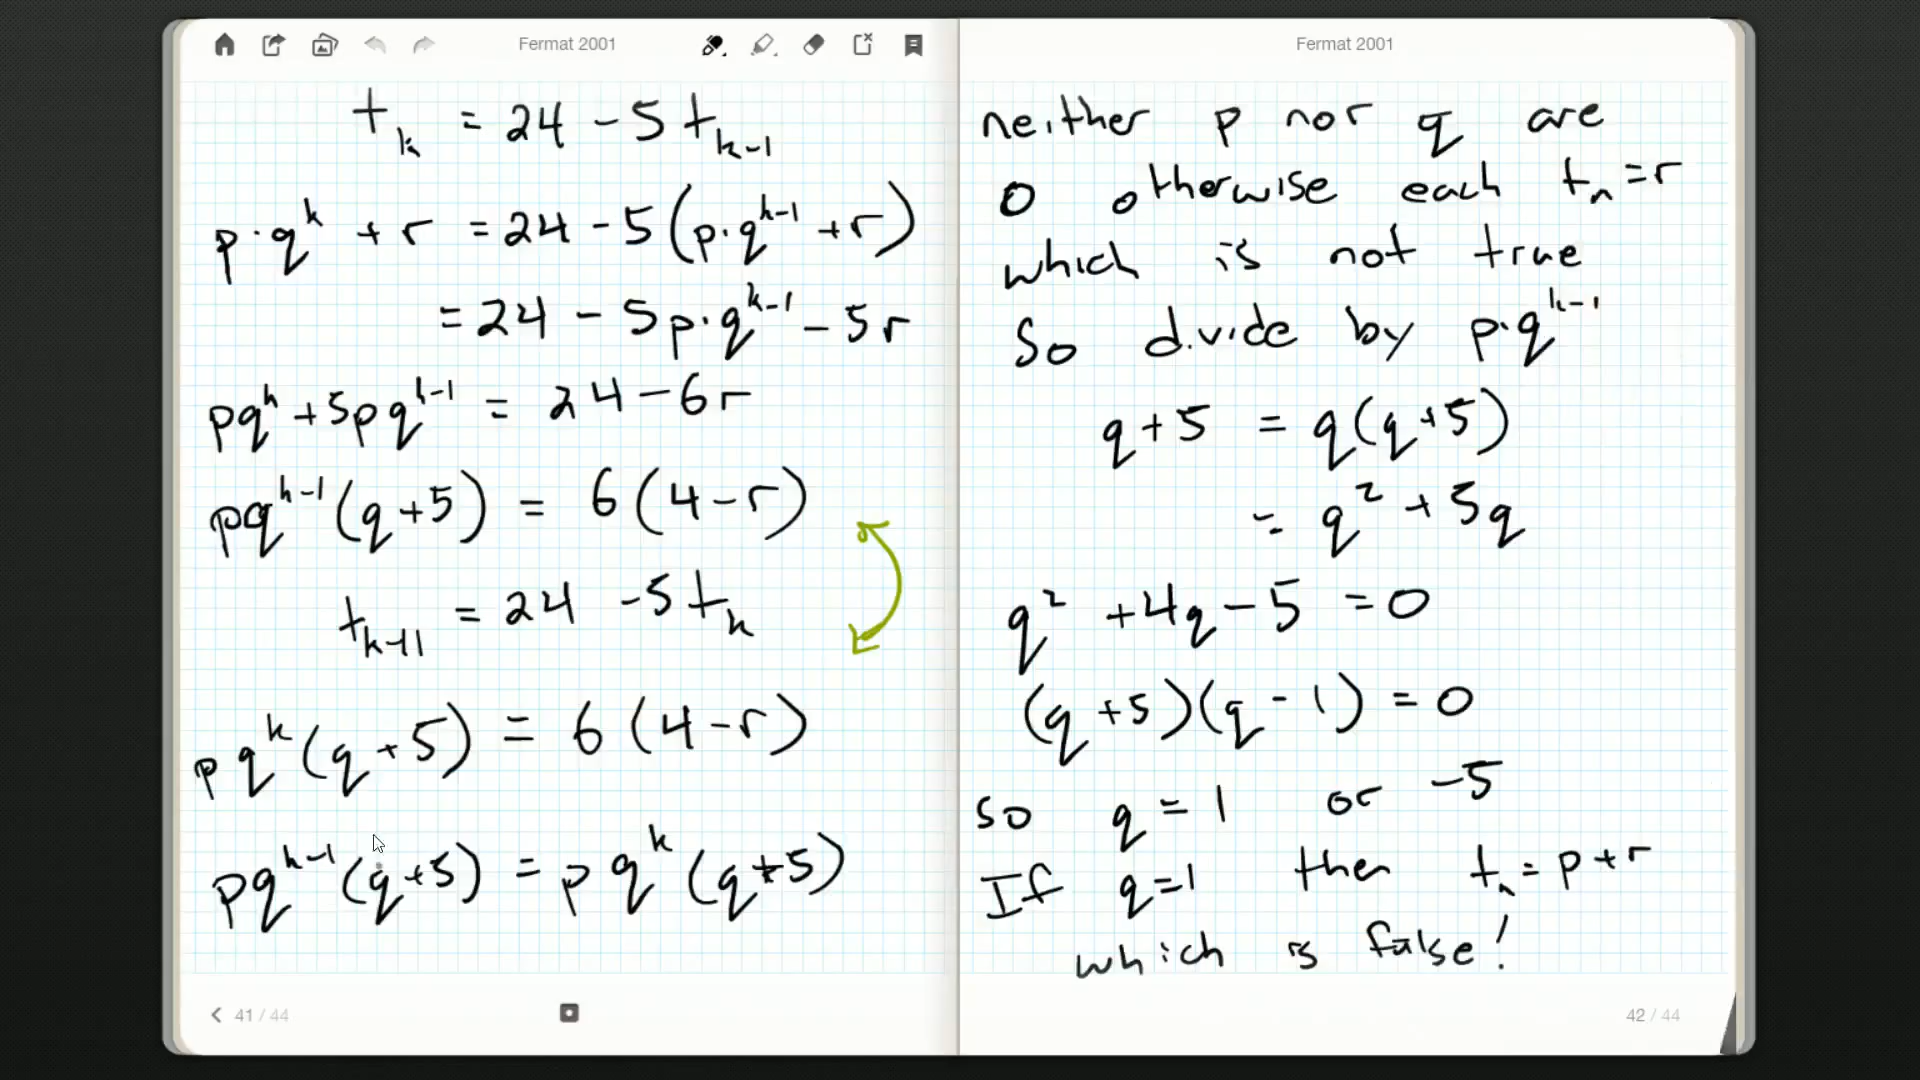 Fermat 2001
t_k = 24 - 5 t_{k-1}
p·q^k + r = 24 - 5(p·q^{k-1} + r)
= 24 - 5p·q^{k-1} - 5r
pq^k + 5pq^{k-1} = 24 - 6r
pq^{k-1}(q+5) = 6(4-r)
t_{k+1} = 24 - 5t_k
pq^k(q+5) = 6(4-r)
pq^{k-1}(q+5) = pq^k(q+5)
41 / 44
Fermat 2001
neither p nor q are
0 otherwise each t_n = r
which is not true
So divide by p·q^{k-1}
q+5 = q(q+5)
= q^2 + 5q
q^2 + 4q - 5 = 0
(q+5)(q-1) = 0
so q = 1 or -5
If q=1 then t_n = p+r
which is false!
42 / 44